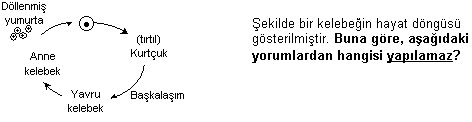 Döllenmiş
yumurta
(tırtıl)
Kurtçuk
Anne
kelebek
Yavru
kelebek
Başkalaşım
Şekilde bir kelebeğin hayat döngüsü
gösterilmiştir. Buna göre, aşağıdaki
yorumlardan hangisi yapılamaz?